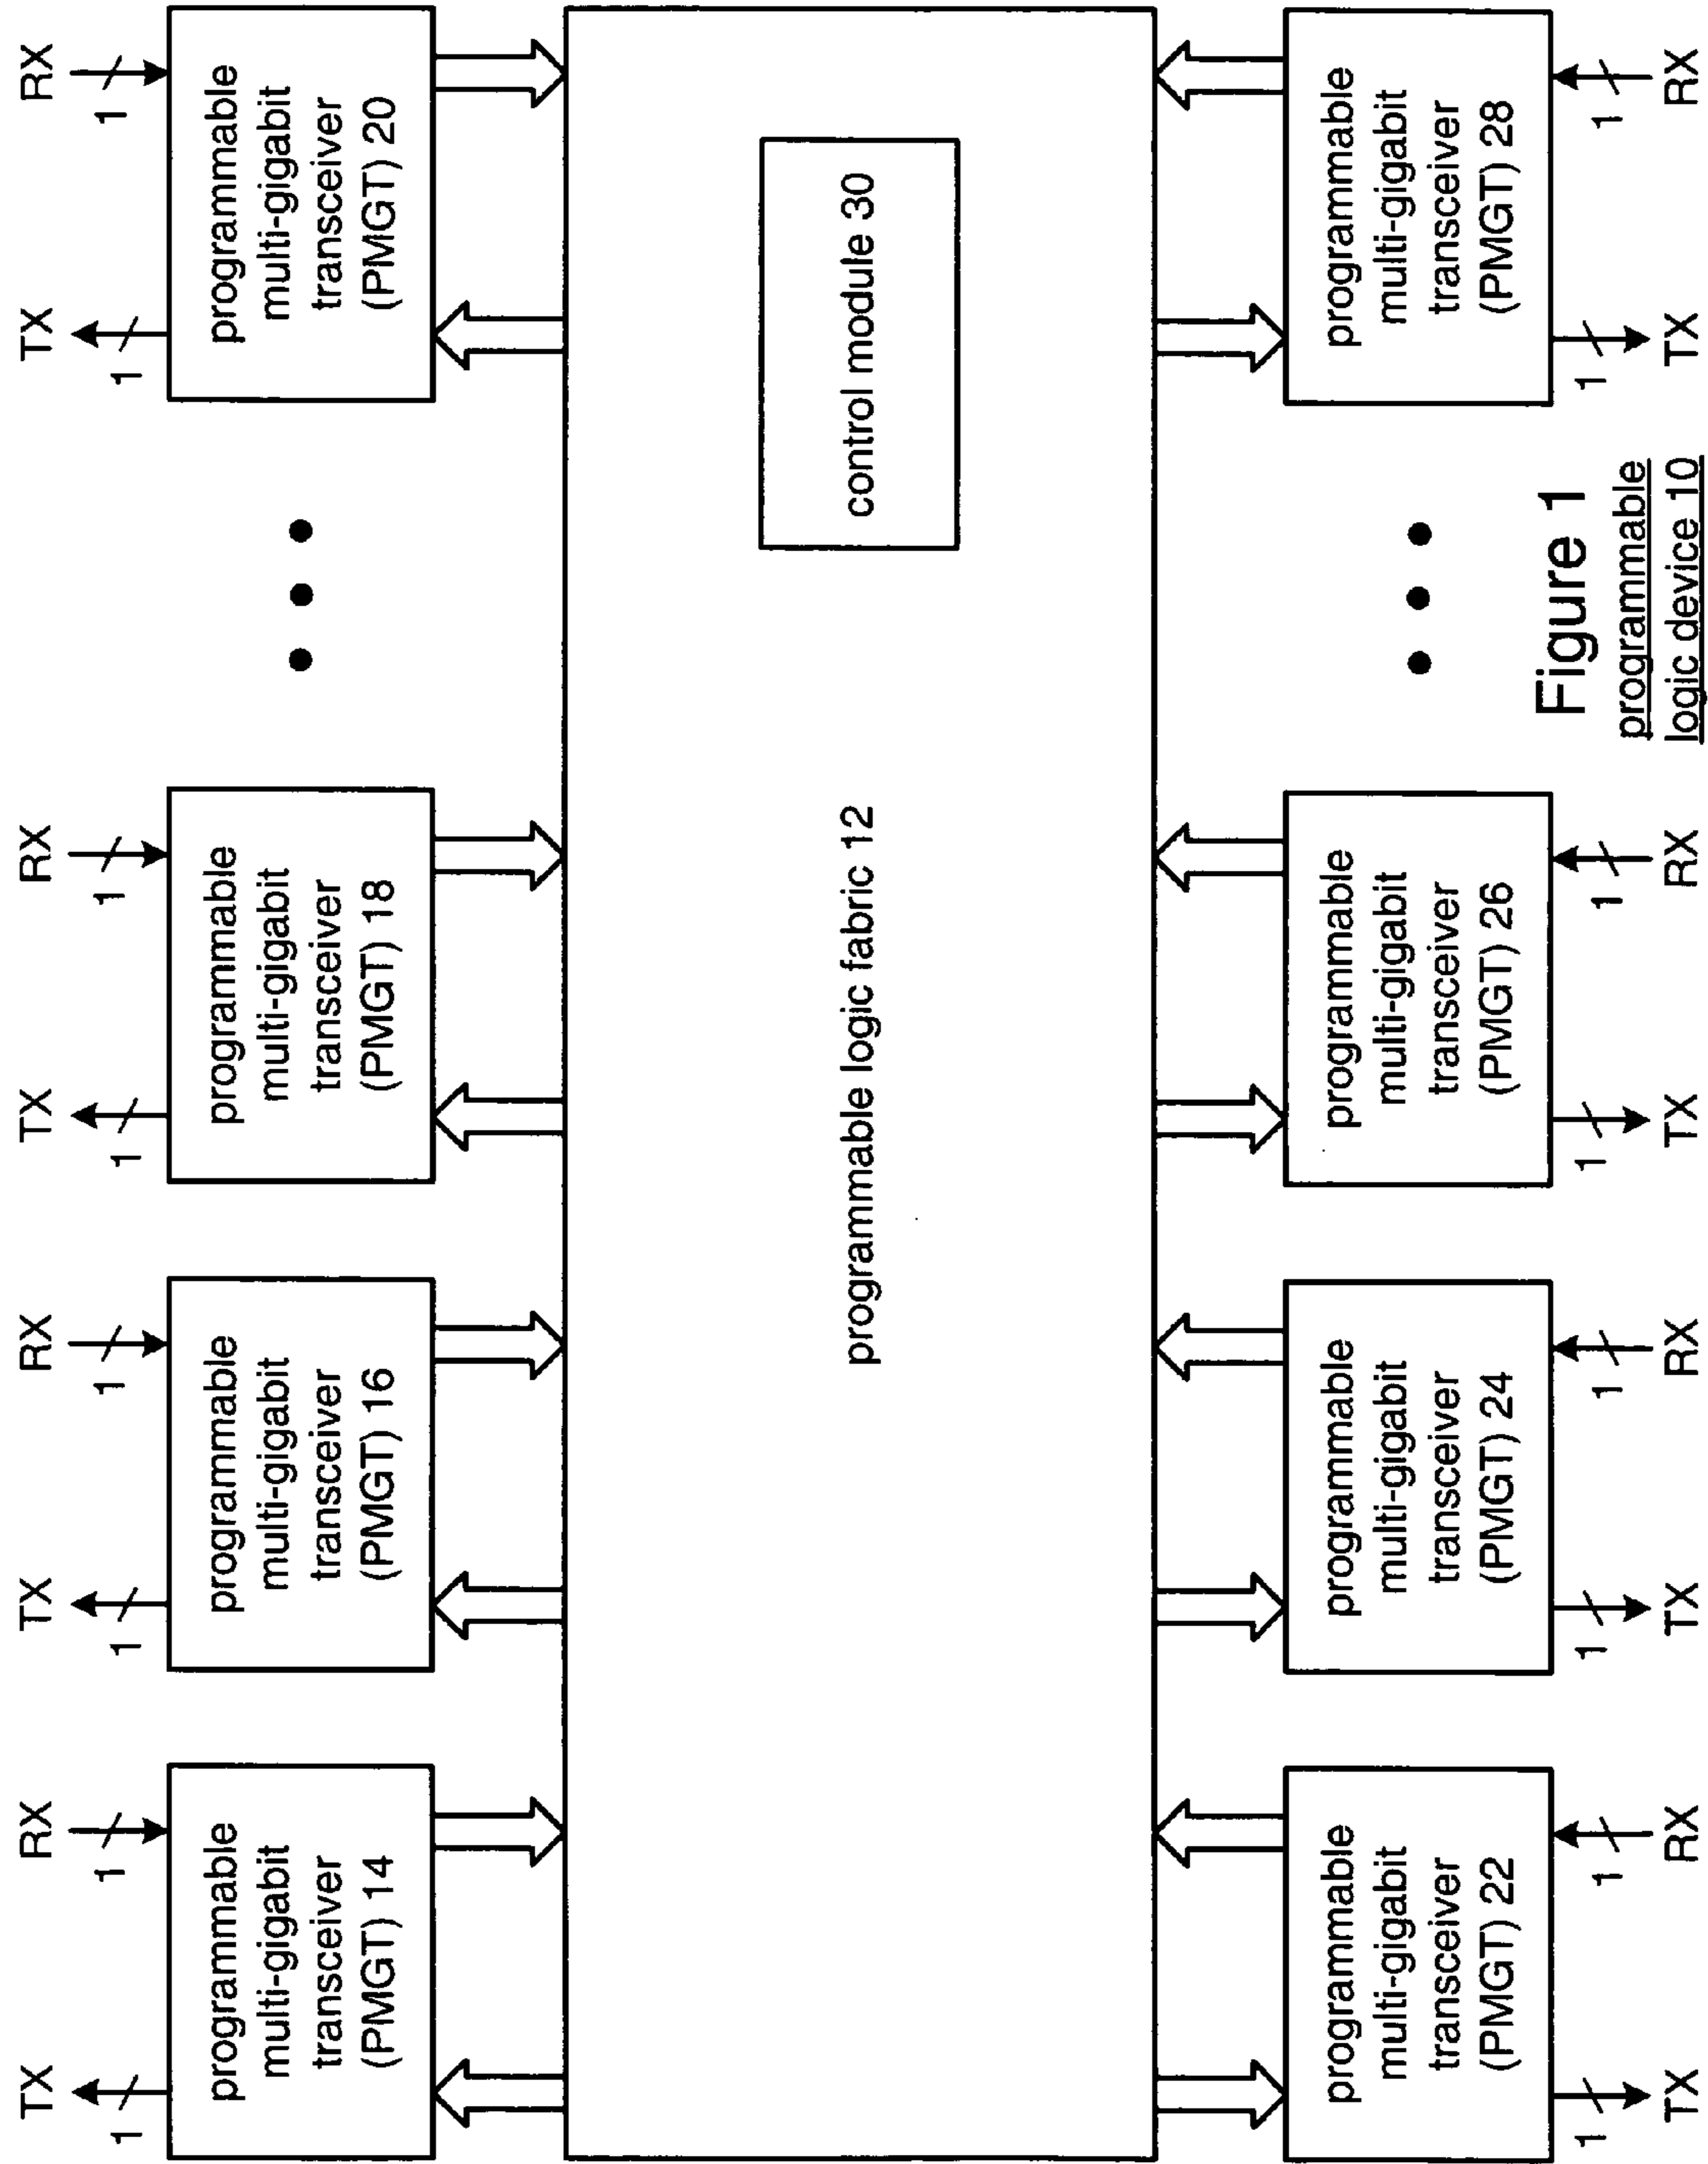 TX
RX
TX
RX
TX
RX
TX
RX
1
1
1
1
1
1
1
1
programmable
multi-gigabit
transceiver
(PMGT) 14
programmable
multi-gigabit
transceiver
(PMGT) 16
programmable
multi-gigabit
transceiver
(PMGT) 18
programmable
multi-gigabit
transceiver
(PMGT) 20
programmable logic fabric 12
control module 30
programmable
multi-gigabit
transceiver
(PMGT) 22
programmable
multi-gigabit
transceiver
(PMGT) 24
programmable
multi-gigabit
transceiver
(PMGT) 26
programmable
multi-gigabit
transceiver
(PMGT) 28
1
1
1
1
1
1
1
1
TX
RX
TX
RX
TX
RX
TX
RX
Figure 1
programmable
logic device 10